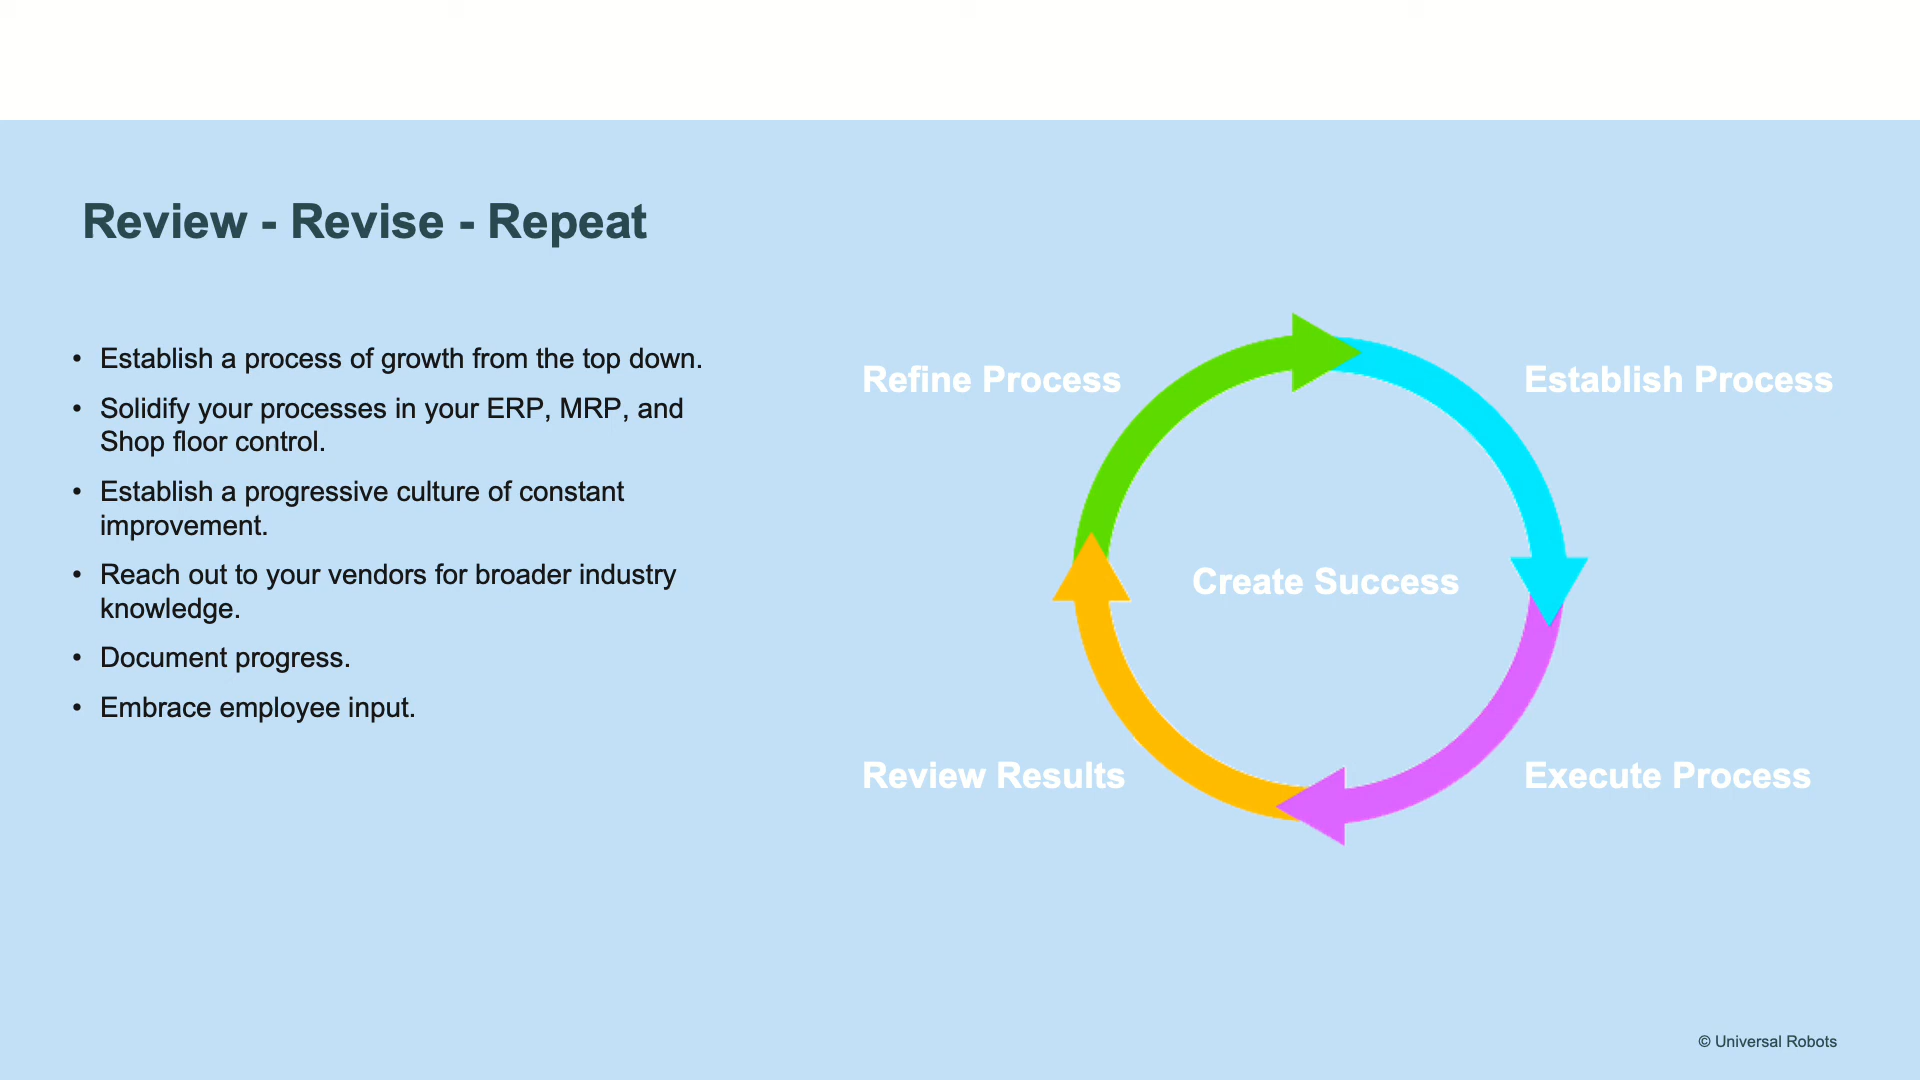 Review - Revise - Repeat
• Establish a process of growth from the top down.
• Solidify your processes in your ERP, MRP, and
Shop floor control.
• Establish a progressive culture of constant
improvement.
• Reach out to your vendors for broader industry
knowledge.
• Document progress.
• Embrace employee input.
Refine Process
Establish Process
Create Success
Review Results
Execute Process
© Universal Robots